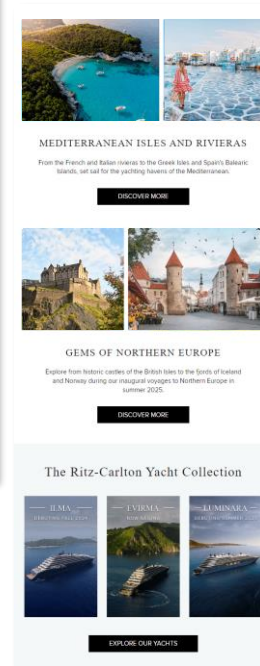 MEDITERRANEAN ISLES AND RIVIERAS
From the French and Italian rivieras to the Greek Isles and Spain's Balearic
Islands, set sail for the yachting havens of the Mediterranean.
DISCOVER MORE
GEMS OF NORTHERN EUROPE
Explore from historic castles of the British Isles to the fjords of Iceland
and Norway during our inaugural voyages to Northern Europe in
summer 2025.
DISCOVER MORE
The Ritz-Carlton Yacht Collection
ILMA
EVRIMA
LUMINARA
EXPLORE OUR YACHTS